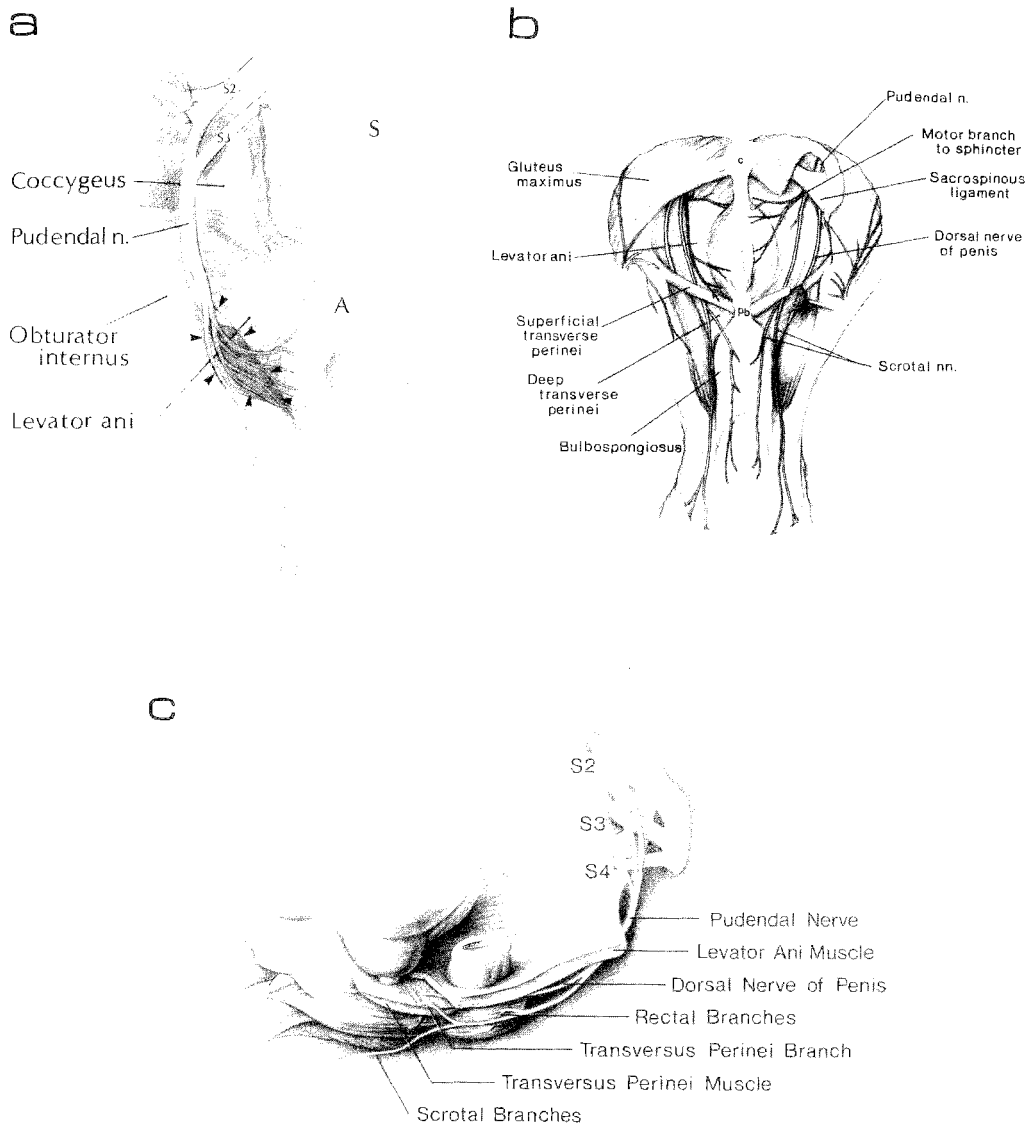 a
S2
S3
S
Coccygeus
Pudendal n.
A
Obturator
internus
Levator ani
b
Pudendal n.
Motor branch
to sphincter
Gluteus
maximus
c
Sacrospinous
ligament
Levator ani
Dorsal nerve
of penis
Pb
Superficial
transverse
perinei
Scrotal nn.
Deep
transverse
perinei
Bulbospongiosus
c
S2
S3
S4
Pudendal Nerve
Levator Ani Muscle
Dorsal Nerve of Penis
Rectal Branches
Transversus Perinei Branch
Transversus Perinei Muscle
Scrotal Branches